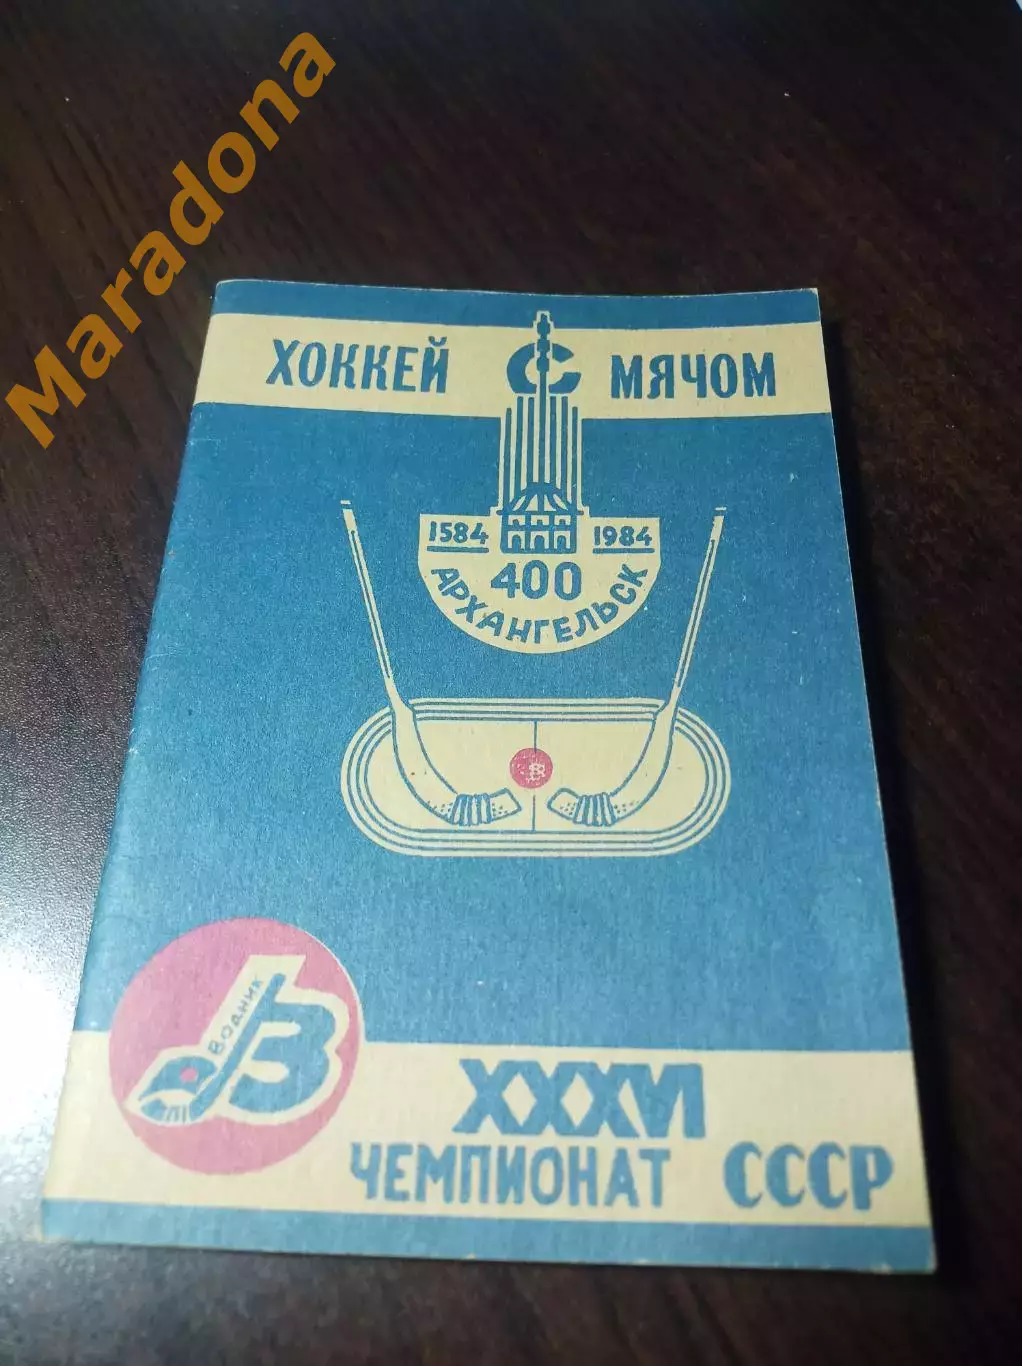 Maradona
ХОККЕЙ С МЯЧОМ
1584 1984
400
АРХАНГЕЛЬСК
ВОДНИК
XXXVI
ЧЕМПИОНАТ СССР